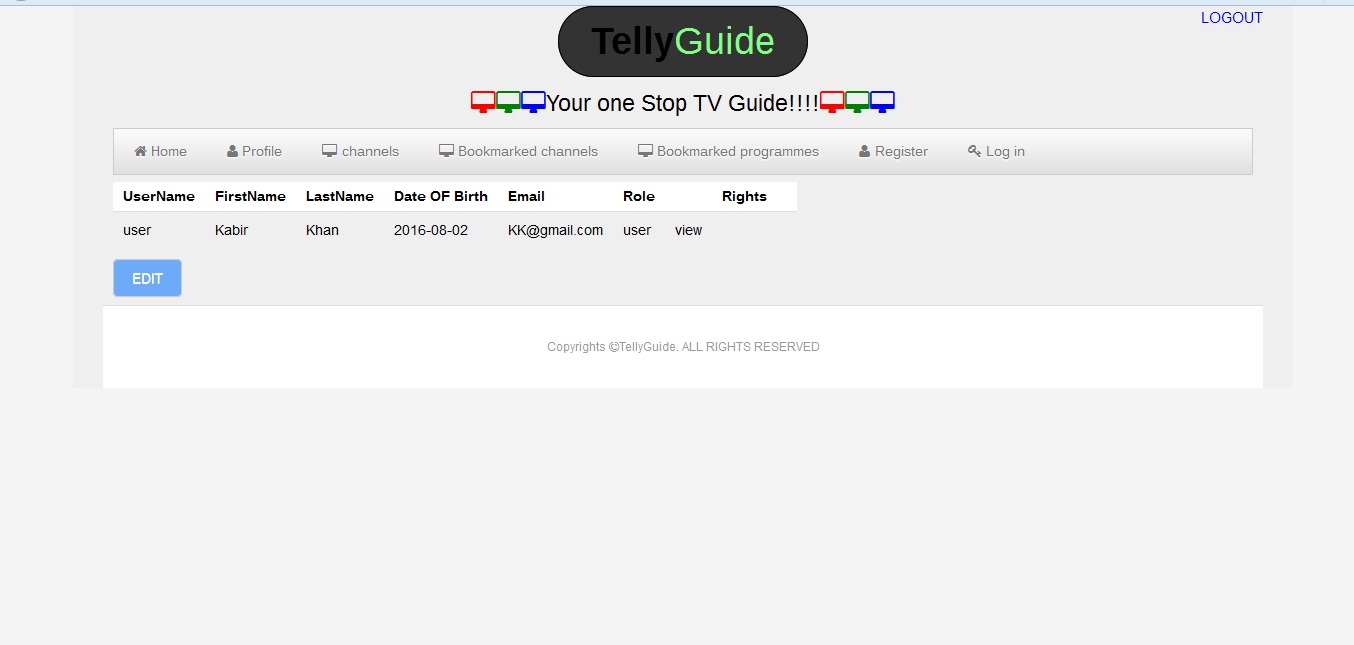 LOGOUT
TellyGuide
Your one Stop TV Guide!!!!
Home Profile channels Bookmarked channels Bookmarked programmes Register Log in
UserName FirstName LastName Date OF Birth Email Role Rights
user Kabir Khan 2016-08-02 KK@gmail.com user view
EDIT
Copyrights ©TellyGuide. ALL RIGHTS RESERVED